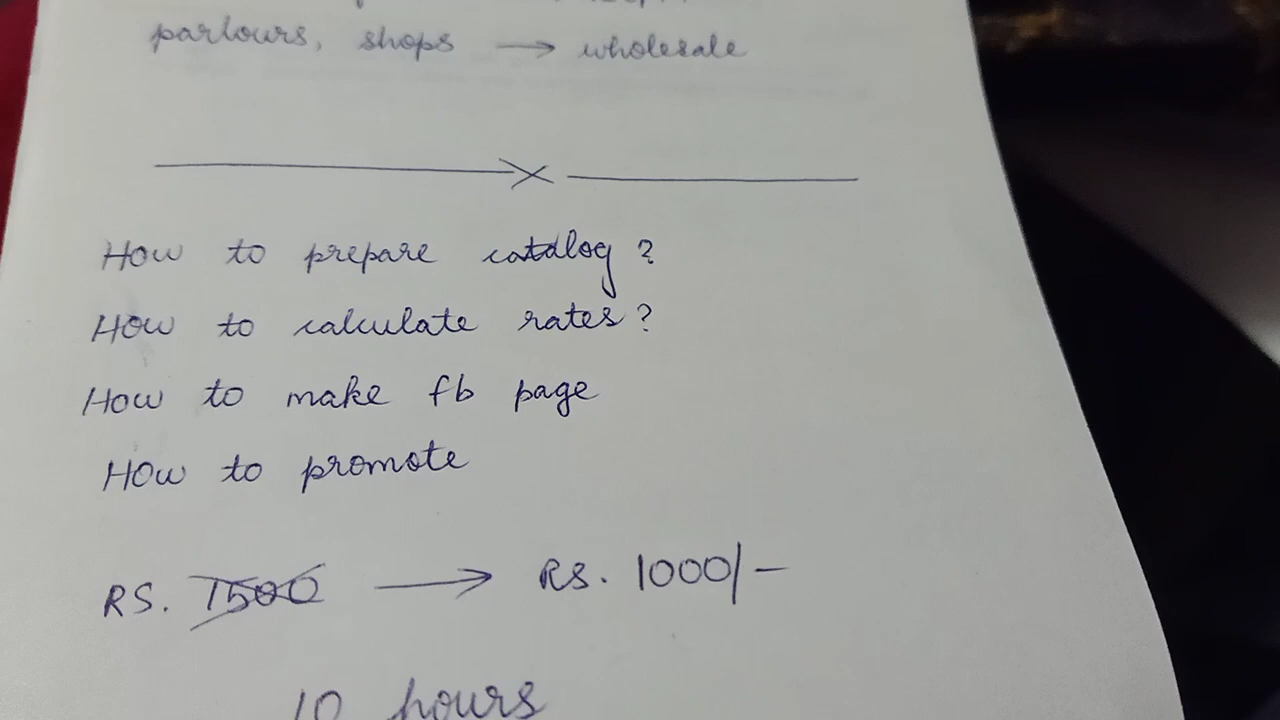 parlours, shops → wholesale
How to prepare catalog?
How to calculate rates?
How to make fb page
How to promote
RS. 1500 → RS. 1000/-
10 hours